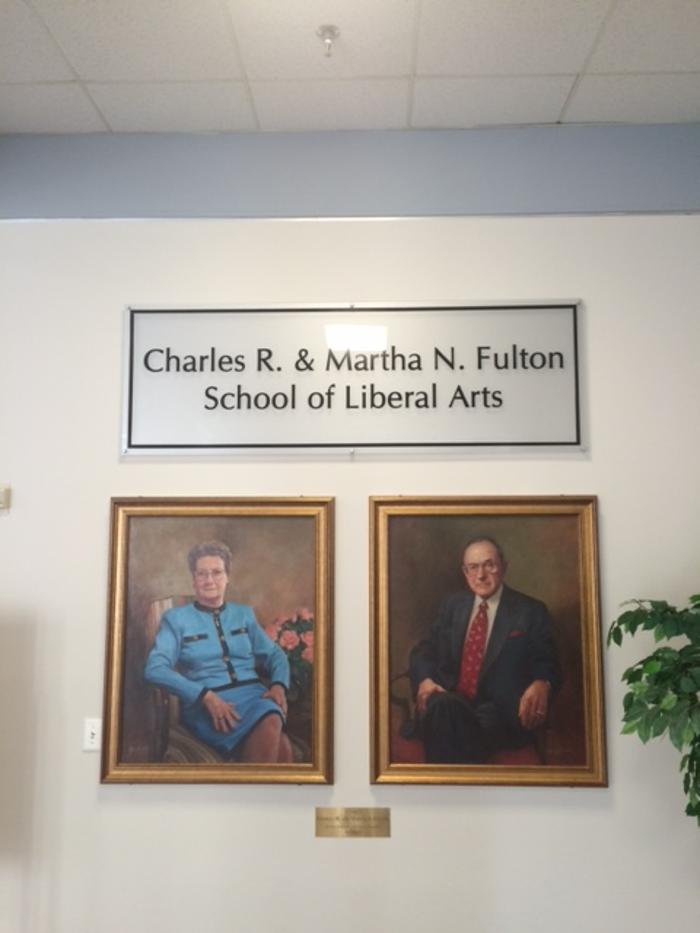 Charles R. & Martha N. Fulton
School of Liberal Arts